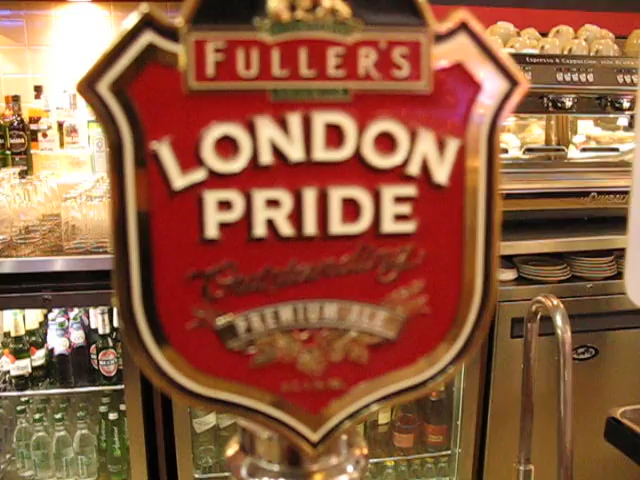 FULLER'S
LONDON
PRIDE
Outstanding
PREMIUM ALE